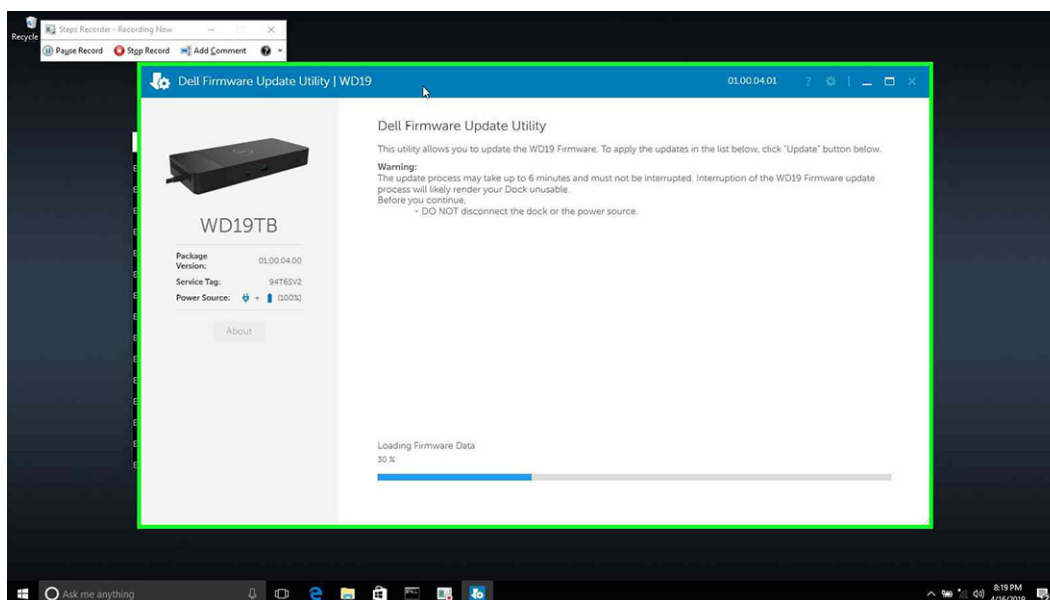 Recycle
Steps Recorder - Recording Now
Pause Record Stop Record Add Comment
Dell Firmware Update Utility | WD19 01.00.04.01 ?
Dell Firmware Update Utility
This utility allows you to update the WD19 Firmware. To apply the updates in the list below, click "Update" button below.
Warning:
The update process may take up to 6 minutes and must not be interrupted. Interruption of the WD19 Firmware update
process will likely render your Dock unusable.
Before you continue,
- DO NOT disconnect the dock or the power source.
WD19TB
Package
Version: 01.00.04.00
Service Tag: 94T6SV2
Power Source: + (100%)
About
Loading Firmware Data
30 %
Ask me anything
8:19 PM
4/16/2019